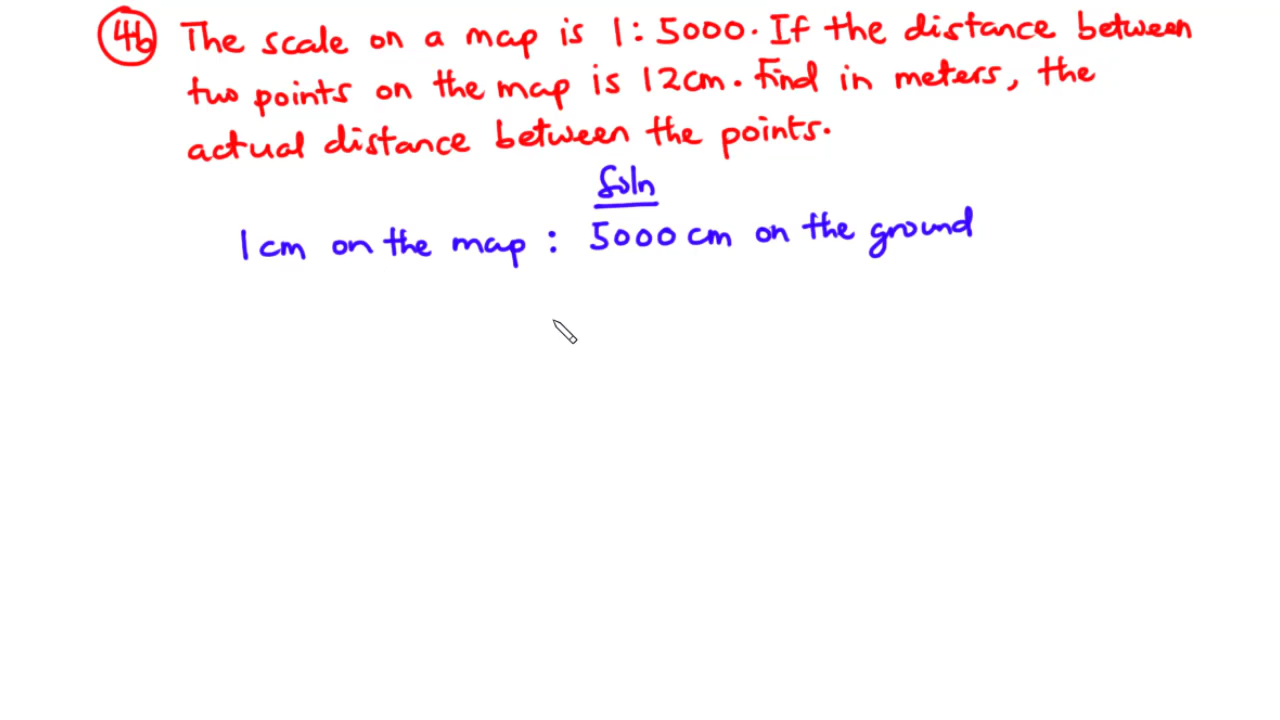 4b The scale on a map is 1:5000. If the distance between
two points on the map is 12cm. Find in meters, the
actual distance between the points.
Soln
1cm on the map : 5000cm on the ground